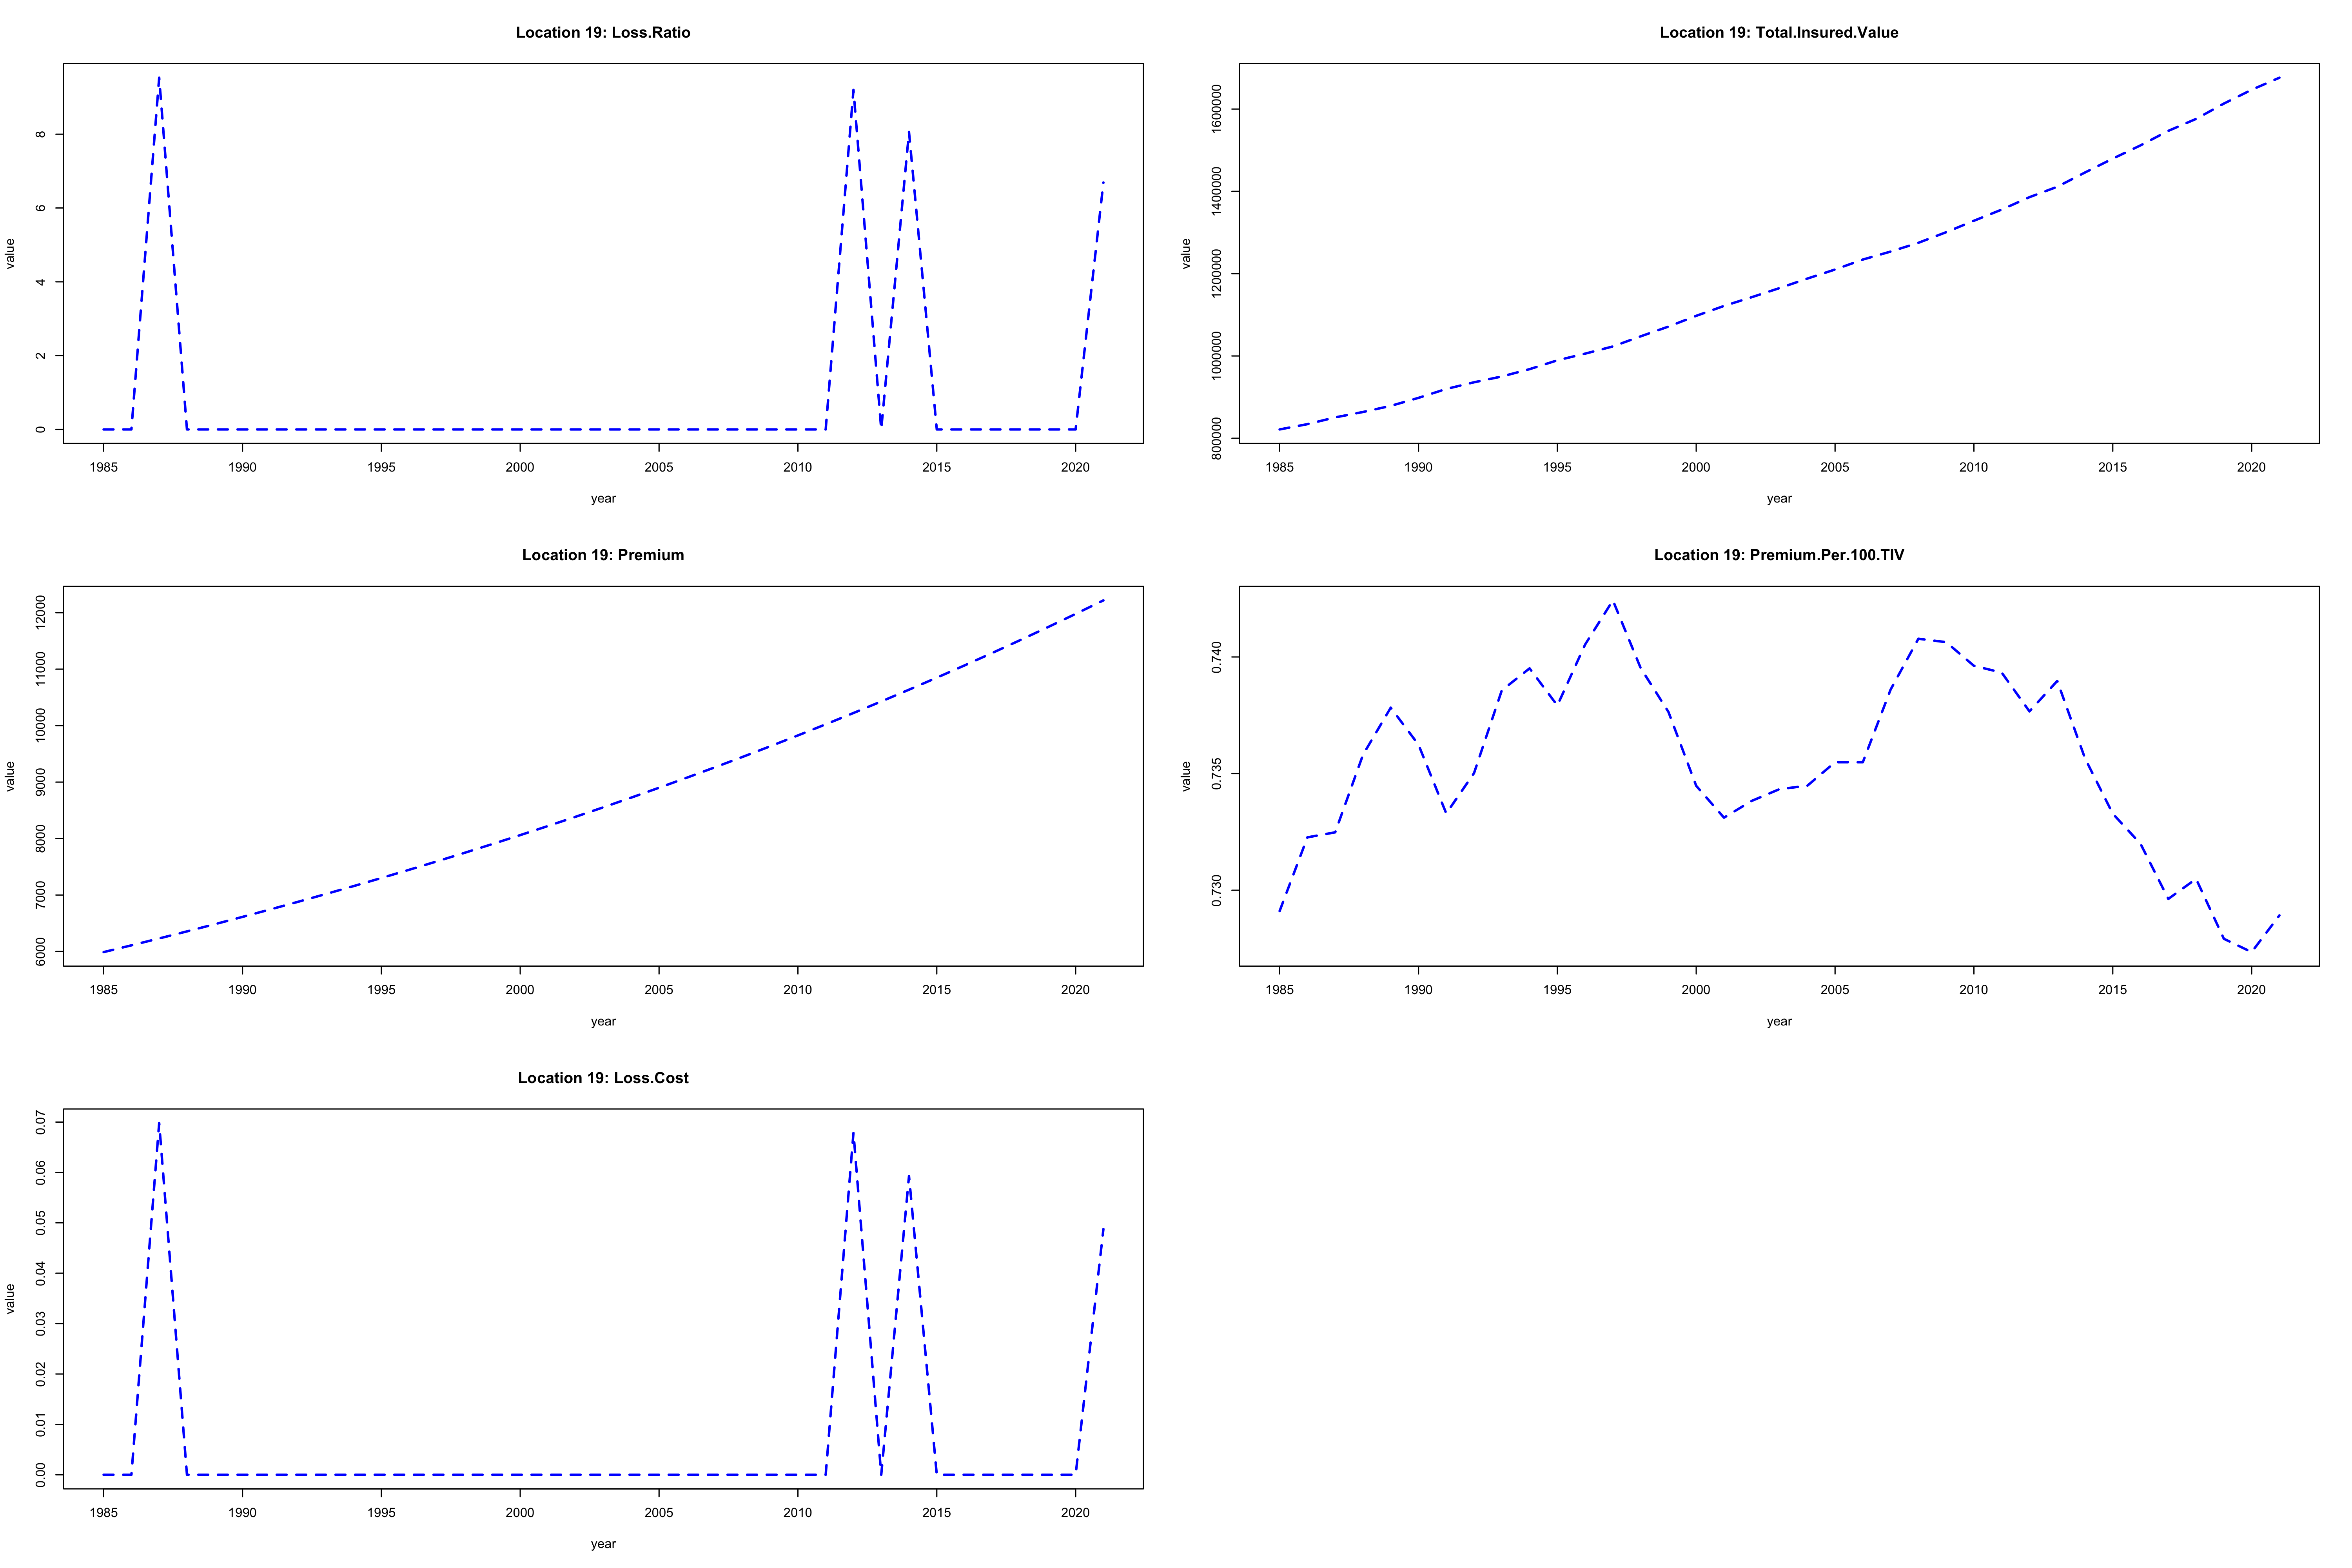 Location 19: Loss.Ratio
value
8
6
4
2
0
1985 1990 1995 2000 2005 2010 2015 2020
year
Location 19: Total.Insured.Value
value
1600000
1400000
1200000
1000000
800000
1985 1990 1995 2000 2005 2010 2015 2020
year
Location 19: Premium
value
12000
11000
10000
9000
8000
7000
6000
1985 1990 1995 2000 2005 2010 2015 2020
year
Location 19: Premium.Per.100.TIV
value
0.740
0.735
0.730
1985 1990 1995 2000 2005 2010 2015 2020
year
Location 19: Loss.Cost
value
0.07
0.06
0.05
0.04
0.03
0.02
0.01
0.00
1985 1990 1995 2000 2005 2010 2015 2020
year